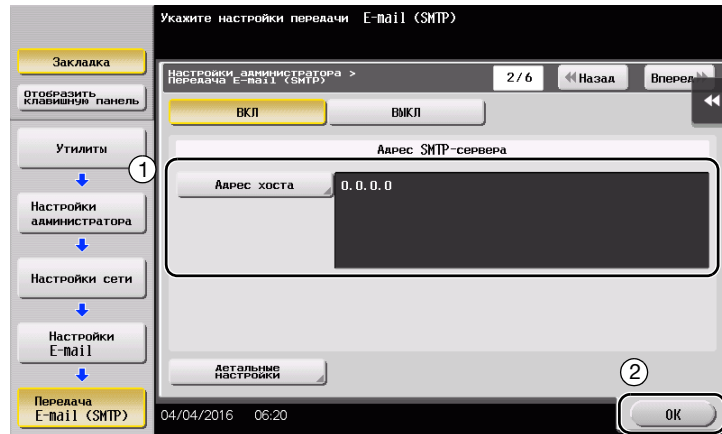 Укажите настройки передачи E-mail (SMTP)
Закладка
Отобразить
клавишную панель
Утилиты
Настройки
администратора
Настройки сети
Настройки
E-mail
Передача
E-mail (SMTP)
Настройки администратора >
Передача E-mail (SMTP)
2/6
Назад
Вперед
ВКЛ
ВЫКЛ
Адрес SMTP-сервера
1
Адрес хоста
0.0.0.0
Детальные
настройки
2
04/04/2016 06:20
OK